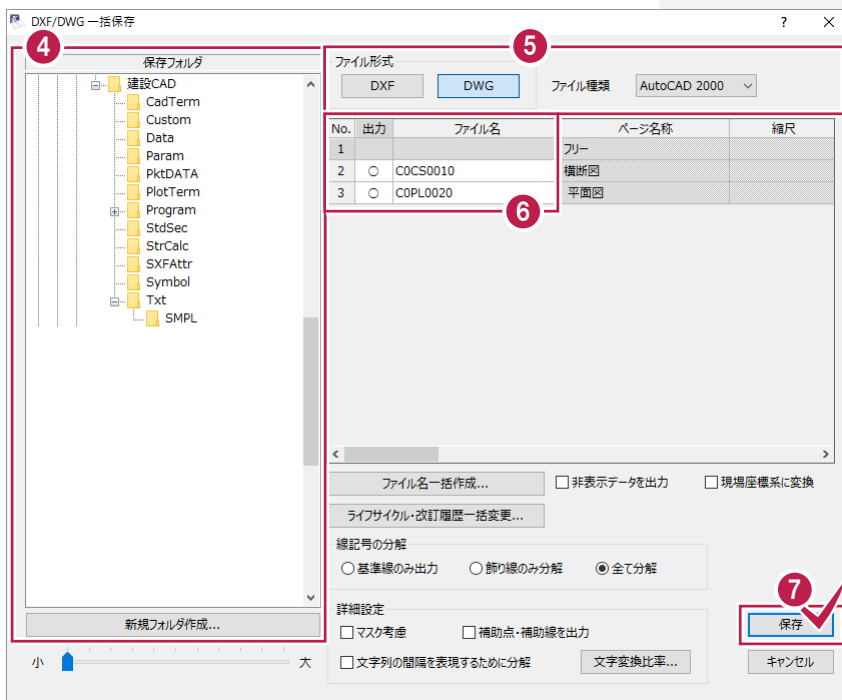 DXF/DWG 一括保存
? ×
4
保存フォルダ
建設CAD
CadTerm
Custom
Data
Param
PktDATA
PlotTerm
Program
StdSec
StrCalc
SXFAttr
Symbol
Txt
SMPL
新規フォルダ作成...
小 大
5
ファイル形式
DXF DWG ファイル種類 AutoCAD 2000
No. 出力 ファイル名 ページ名称 縮尺
1 フリー
2 ○ C0CS0010 横断図
3 ○ C0PL0020 平面図
6
ファイル名一括作成... 非表示データを出力 現場座標系に変換
ライフサイクル・改訂履歴一括変更...
線記号の分解
基準線のみ出力 飾り線のみ分解 全て分解
7
詳細設定
マスク考慮 補助点・補助線を出力
保存
文字列の間隔を表現するために分解 文字変換比率...
キャンセル